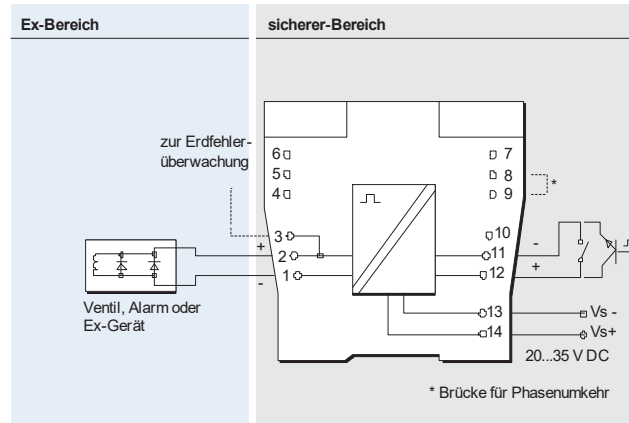 Ex-Bereich
sicherer-Bereich
zur Erdfehler-
überwachung
6
5
4
7
8
9
*
3
10
+
2
11
-
1
12
+
-
Ventil, Alarm oder
Ex-Gerät
13
Vs -
14
Vs+
20...35 V DC
* Brücke für Phasenumkehr